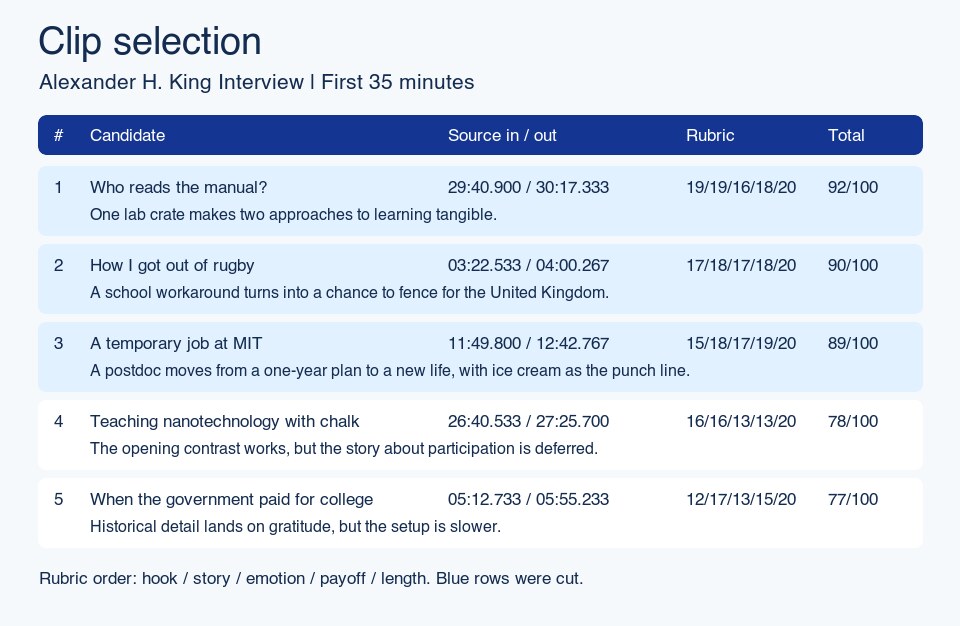 Clip selection
Alexander H. King Interview | First 35 minutes
# Candidate Source in / out Rubric Total
1 Who reads the manual? 29:40.900 / 30:17.333 19/19/16/18/20 92/100
One lab crate makes two approaches to learning tangible.
2 How I got out of rugby 03:22.533 / 04:00.267 17/18/17/18/20 90/100
A school workaround turns into a chance to fence for the United Kingdom.
3 A temporary job at MIT 11:49.800 / 12:42.767 15/18/17/19/20 89/100
A postdoc moves from a one-year plan to a new life, with ice cream as the punch line.
4 Teaching nanotechnology with chalk 26:40.533 / 27:25.700 16/16/13/13/20 78/100
The opening contrast works, but the story about participation is deferred.
5 When the government paid for college 05:12.733 / 05:55.233 12/17/13/15/20 77/100
Historical detail lands on gratitude, but the setup is slower.
Rubric order: hook / story / emotion / payoff / length. Blue rows were cut.